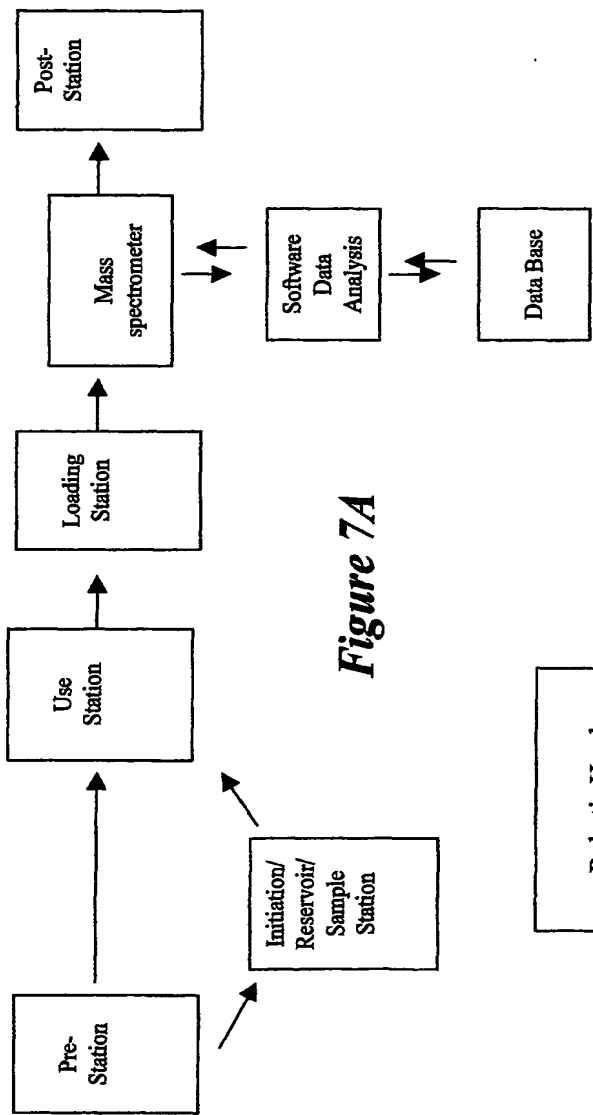 Pre-
Station
Use
Station
Loading
Station
Mass
spectrometer
Post-
Station
Initiation/
Reservoir/
Sample
Station
Software
Data
Analysis
Data Base
Figure 7A